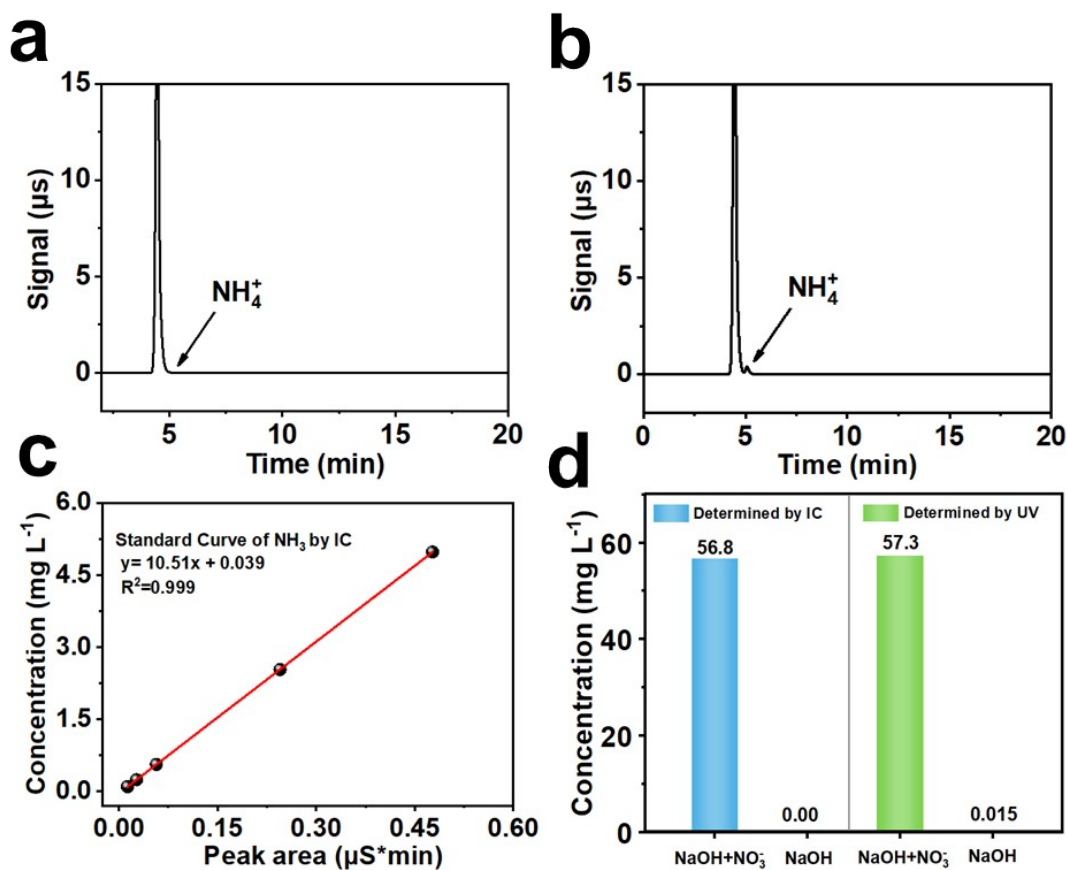 a
15
10
5
0
Signal (µs)
NH₄⁺
5
10
15
20
Time (min)
b
15
10
5
0
Signal (µs)
NH₄⁺
0
5
10
15
20
Time (min)
c
6.0
4.5
3.0
1.5
0.0
Concentration (mg L⁻¹)
Standard Curve of NH₃ by IC
y= 10.51x + 0.039
R²=0.999
0.00
0.15
0.30
0.45
0.60
Peak area (µS*min)
d
60
40
20
0
Concentration (mg L⁻¹)
Determined by IC
Determined by UV
56.8
0.00
57.3
0.015
NaOH+NO₃⁻
NaOH
NaOH+NO₃⁻
NaOH